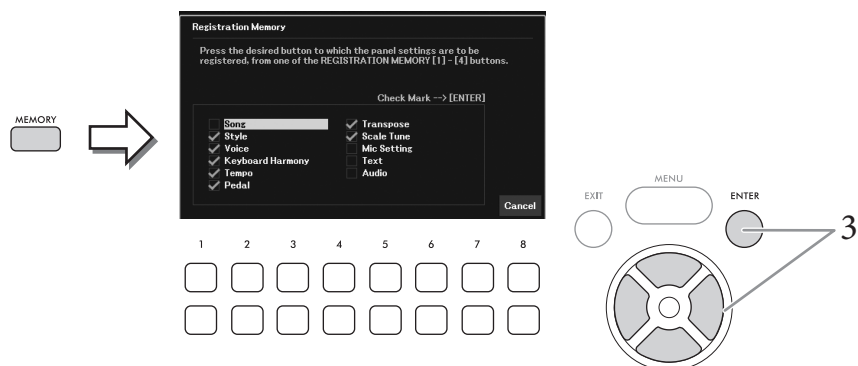 Registration Memory
Press the desired button to which the panel settings are to be
registered, from one of the REGISTRATION MEMORY [1] - [4] buttons.
Check Mark --> [ENTER]
Song
Style
Voice
Keyboard Harmony
Tempo
Pedal
Transpose
Scale Tune
Mic Setting
Text
Audio
Cancel
MEMORY
1 2 3 4 5 6 7 8
EXIT
MENU
ENTER
3